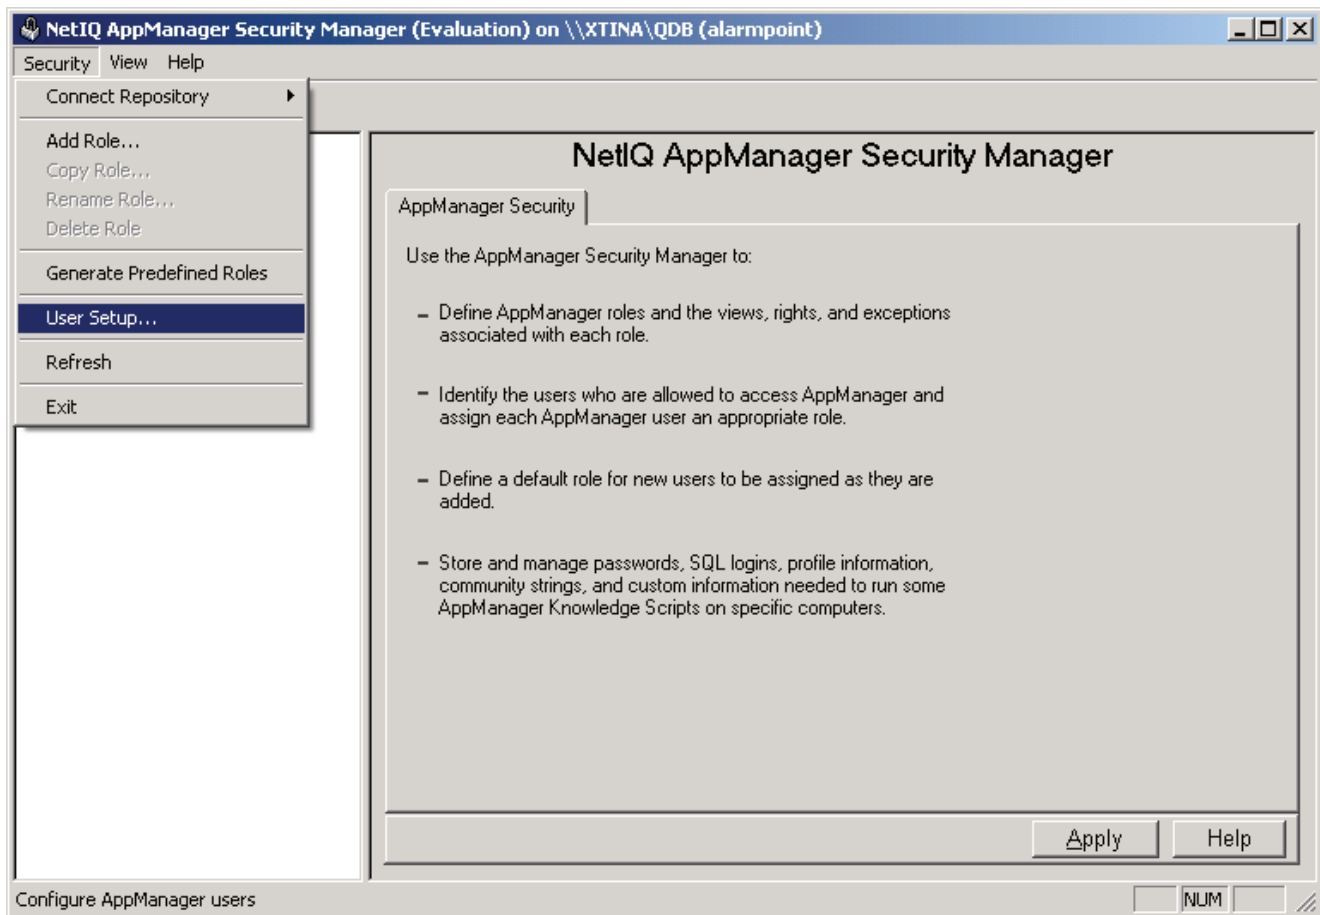 NetIQ AppManager Security Manager (Evaluation) on \\XTINA\QDB (alarmpoint)
Security View Help
Connect Repository
Add Role...
Copy Role...
Rename Role...
Delete Role
Generate Predefined Roles
User Setup...
Refresh
Exit
NetIQ AppManager Security Manager
AppManager Security
Use the AppManager Security Manager to:
– Define AppManager roles and the views, rights, and exceptions
associated with each role.
– Identify the users who are allowed to access AppManager and
assign each AppManager user an appropriate role.
– Define a default role for new users to be assigned as they are
added.
– Store and manage passwords, SQL logins, profile information,
community strings, and custom information needed to run some
AppManager Knowledge Scripts on specific computers.
Apply Help
Configure AppManager users NUM